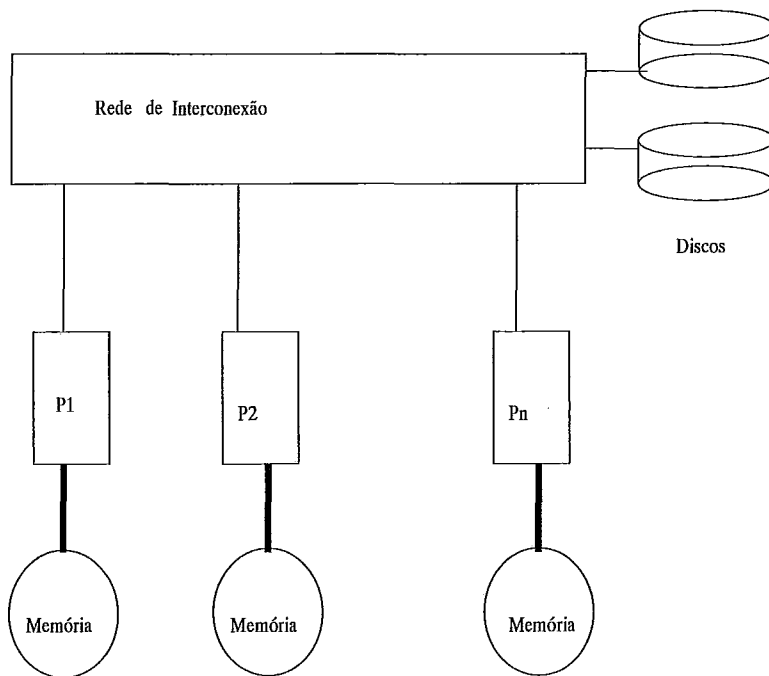 Rede de Interconexão
Discos
P1
P2
Pn
Memória
Memória
Memória